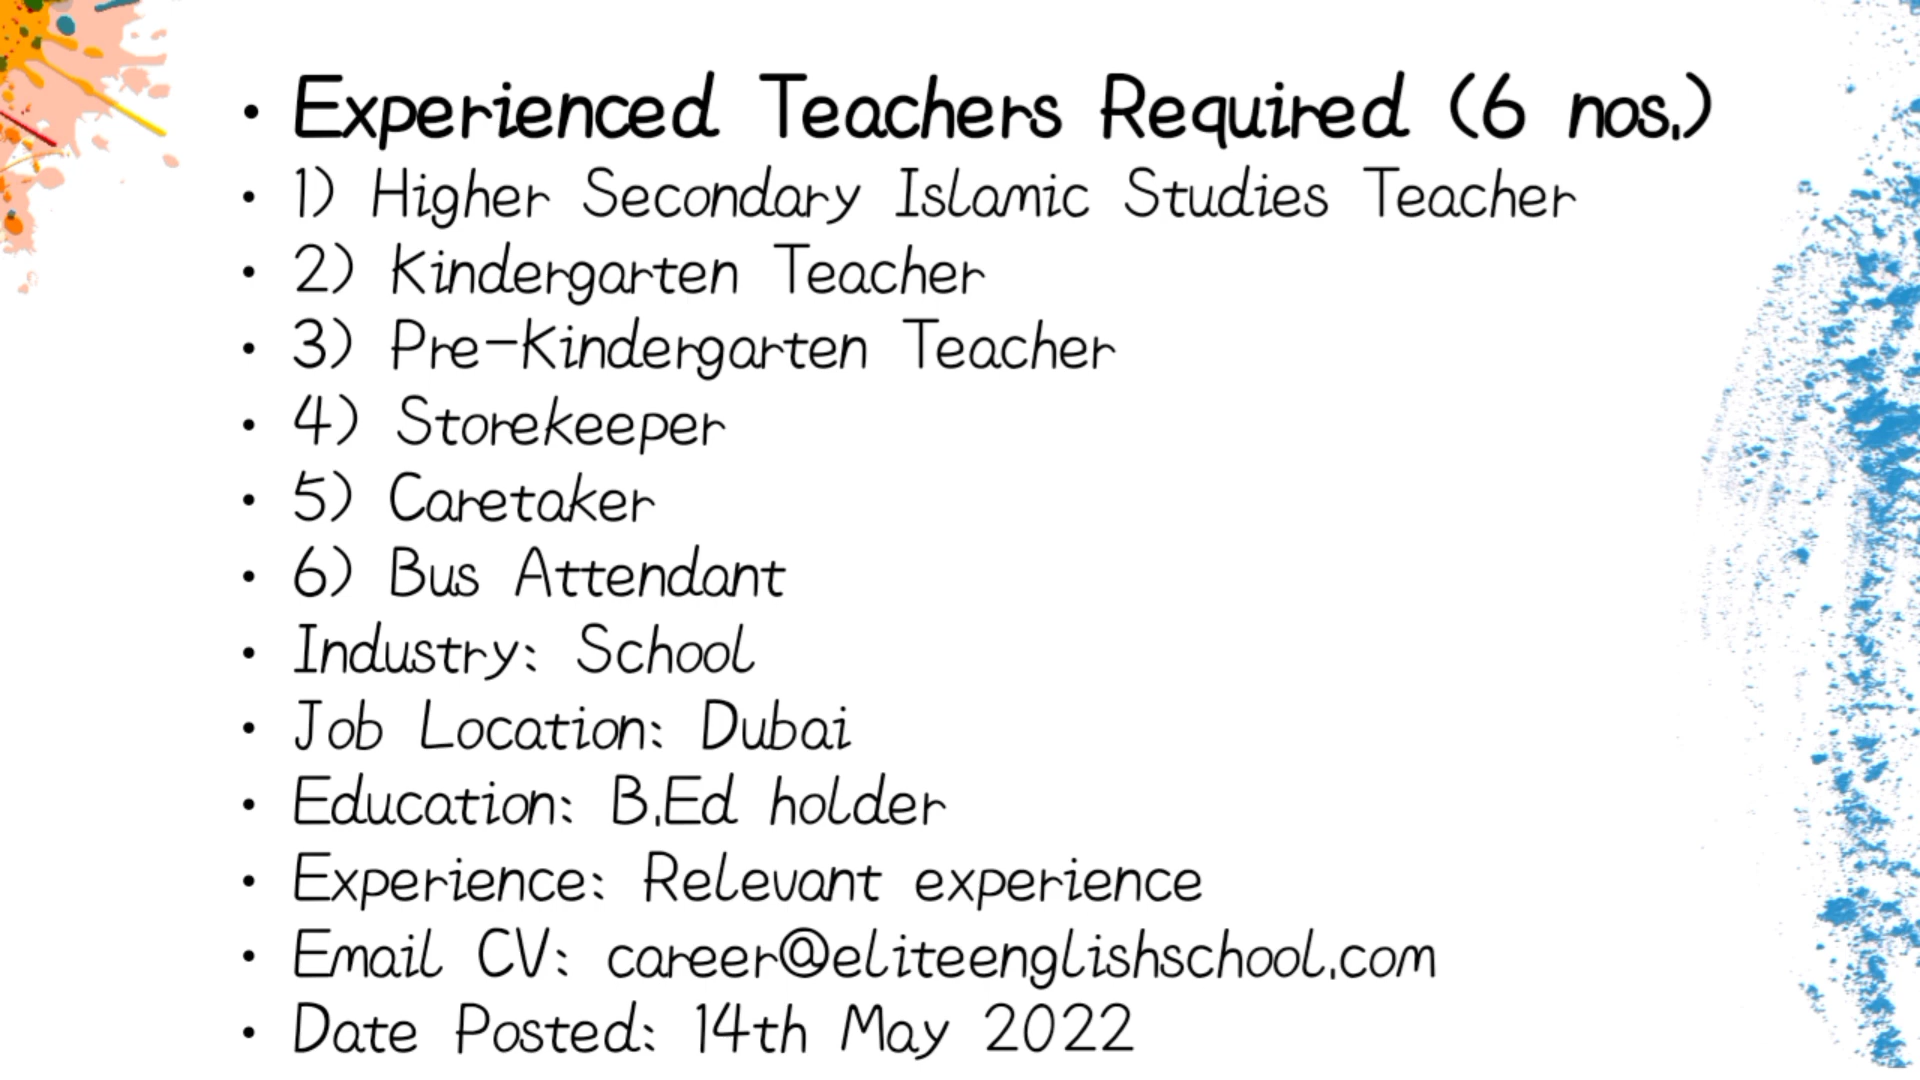 • Experienced Teachers Required (6 nos.)
• 1) Higher Secondary Islamic Studies Teacher
• 2) Kindergarten Teacher
• 3) Pre-Kindergarten Teacher
• 4) Storekeeper
• 5) Caretaker
• 6) Bus Attendant
• Industry: School
• Job Location: Dubai
• Education: B.Ed holder
• Experience: Relevant experience
• Email CV: career@eliteenglishschool.com
• Date Posted: 14th May 2022